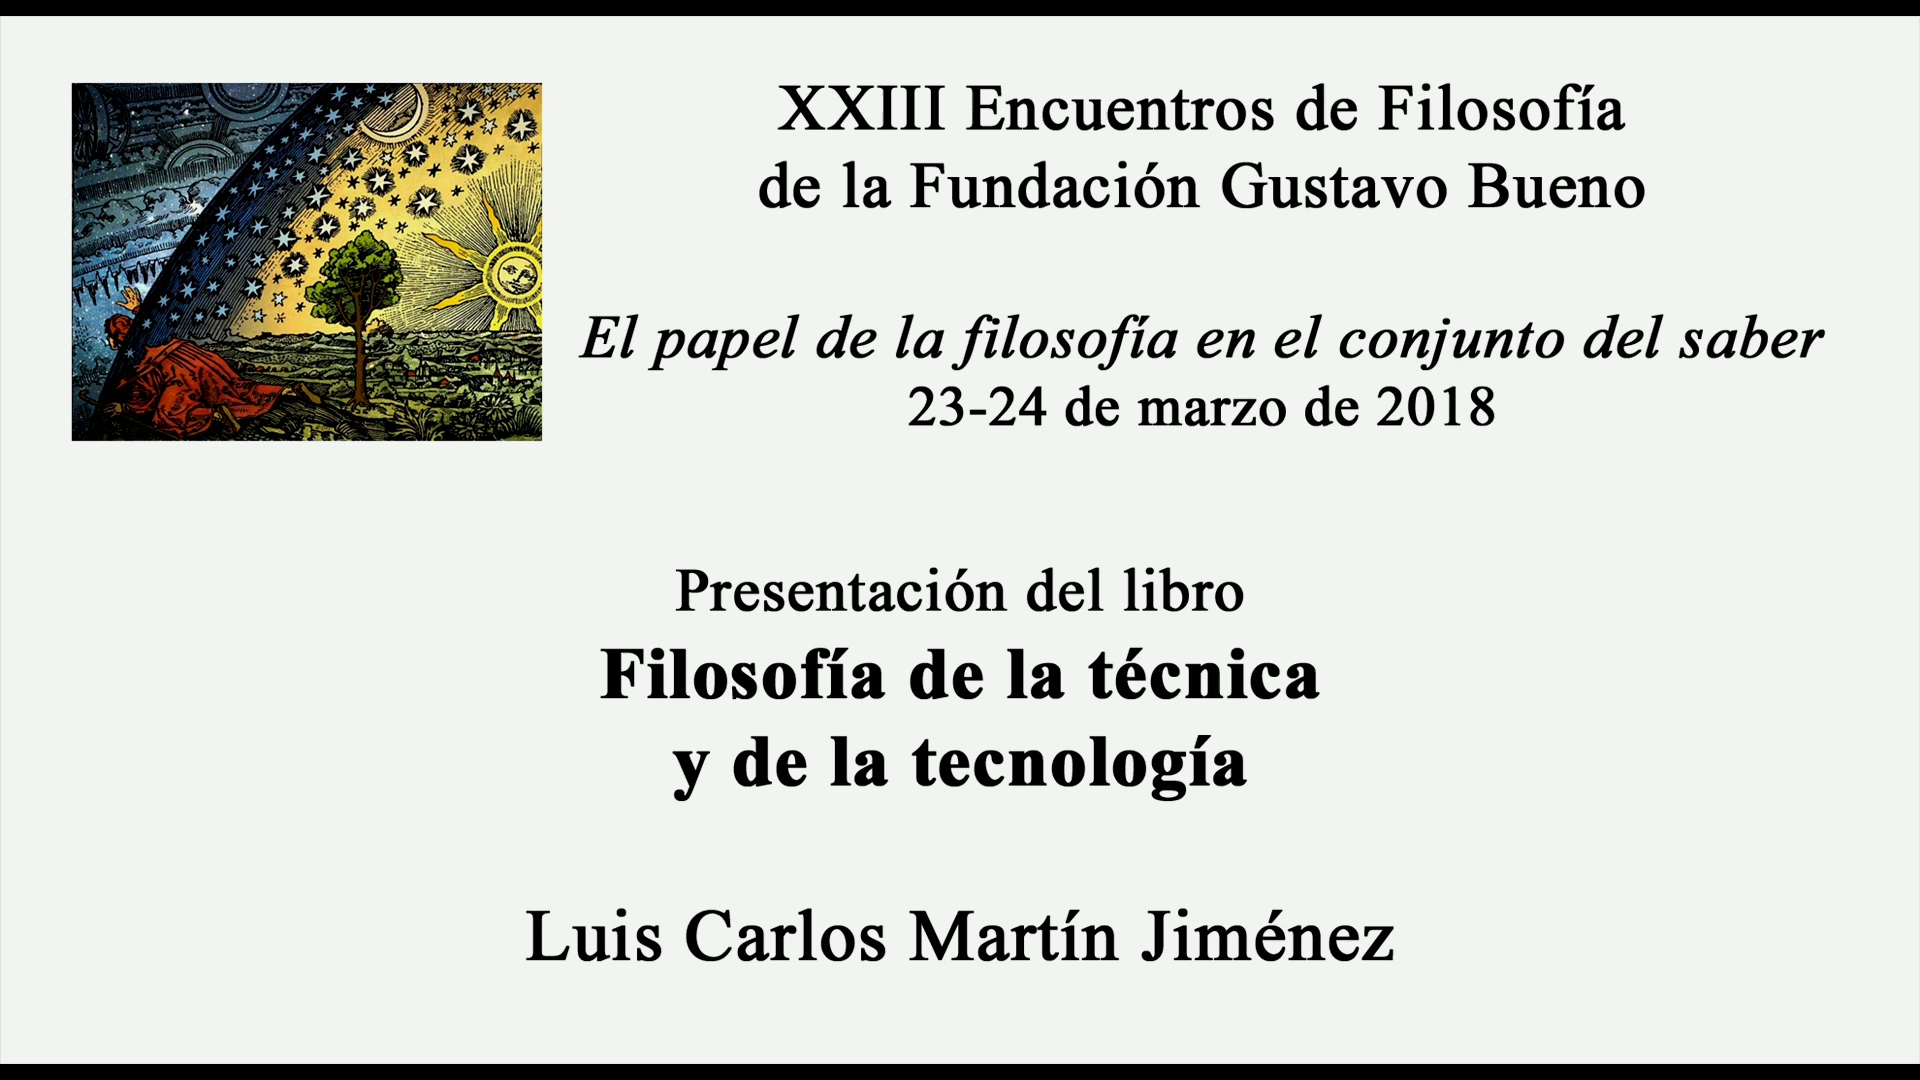 XXIII Encuentros de Filosofía
de la Fundación Gustavo Bueno
El papel de la filosofía en el conjunto del saber
23-24 de marzo de 2018
Presentación del libro
Filosofía de la técnica
y de la tecnología
Luis Carlos Martín Jiménez